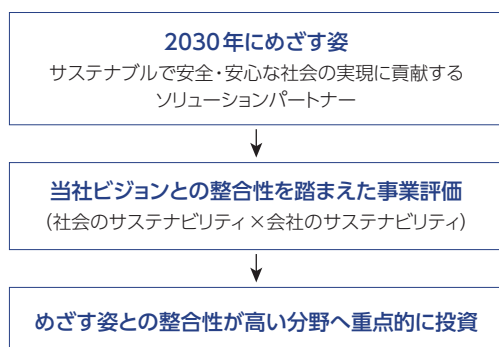 2030年にめざす姿
サステナブルで安全・安心な社会の実現に貢献する
ソリューションパートナー
当社ビジョンとの整合性を踏まえた事業評価
(社会のサステナビリティ×会社のサステナビリティ)
めざす姿との整合性が高い分野へ重点的に投資